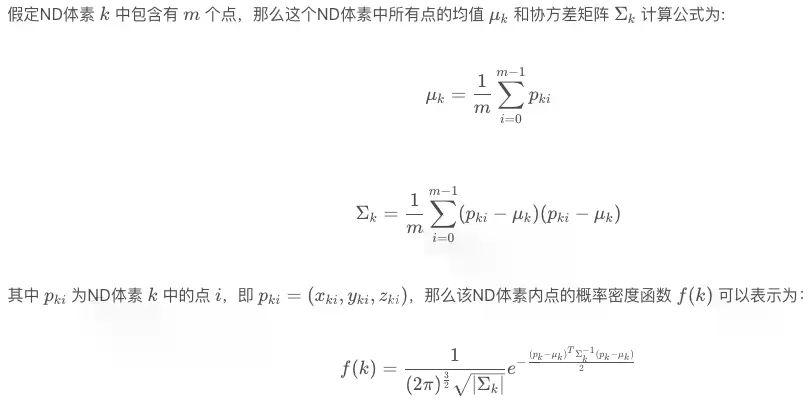 假定ND体素 $k$ 中包含有 $m$ 个点，那么这个ND体素中所有点的均值 $\mu_k$ 和协方差矩阵 $\Sigma_k$ 计算公式为：
$$\mu_k = \frac{1}{m} \sum_{i=0}^{m-1} p_{ki}$$
$$\Sigma_k = \frac{1}{m} \sum_{i=0}^{m-1} (p_{ki} - \mu_k)(p_{ki} - \mu_k)$$
其中 $p_{ki}$ 为ND体素 $k$ 中的点 $i$，即 $p_{ki} = (x_{ki}, y_{ki}, z_{ki})$，那么该ND体素内点的概率密度函数 $f(k)$ 可以表示为：
$$f(k) = \frac{1}{(2\pi)^{\frac{3}{2}} \sqrt{|\Sigma_k|}} e^{-\frac{(p_k - \mu_k)^T \Sigma_k^{-1} (p_k - \mu_k)}{2}}$$